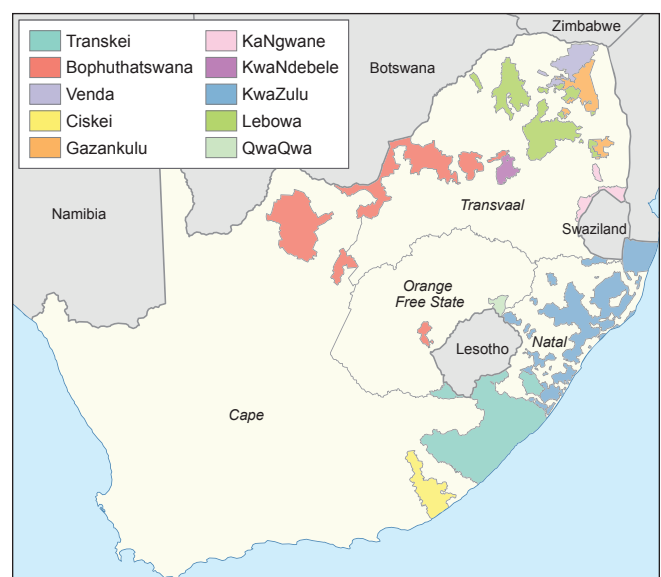 Transkei
Bophuthatswana
Venda
Ciskei
Gazankulu
KaNgwane
KwaNdebele
KwaZulu
Lebowa
QwaQwa
Zimbabwe
Botswana
Namibia
Transvaal
Swaziland
Orange
Free State
Natal
Lesotho
Cape